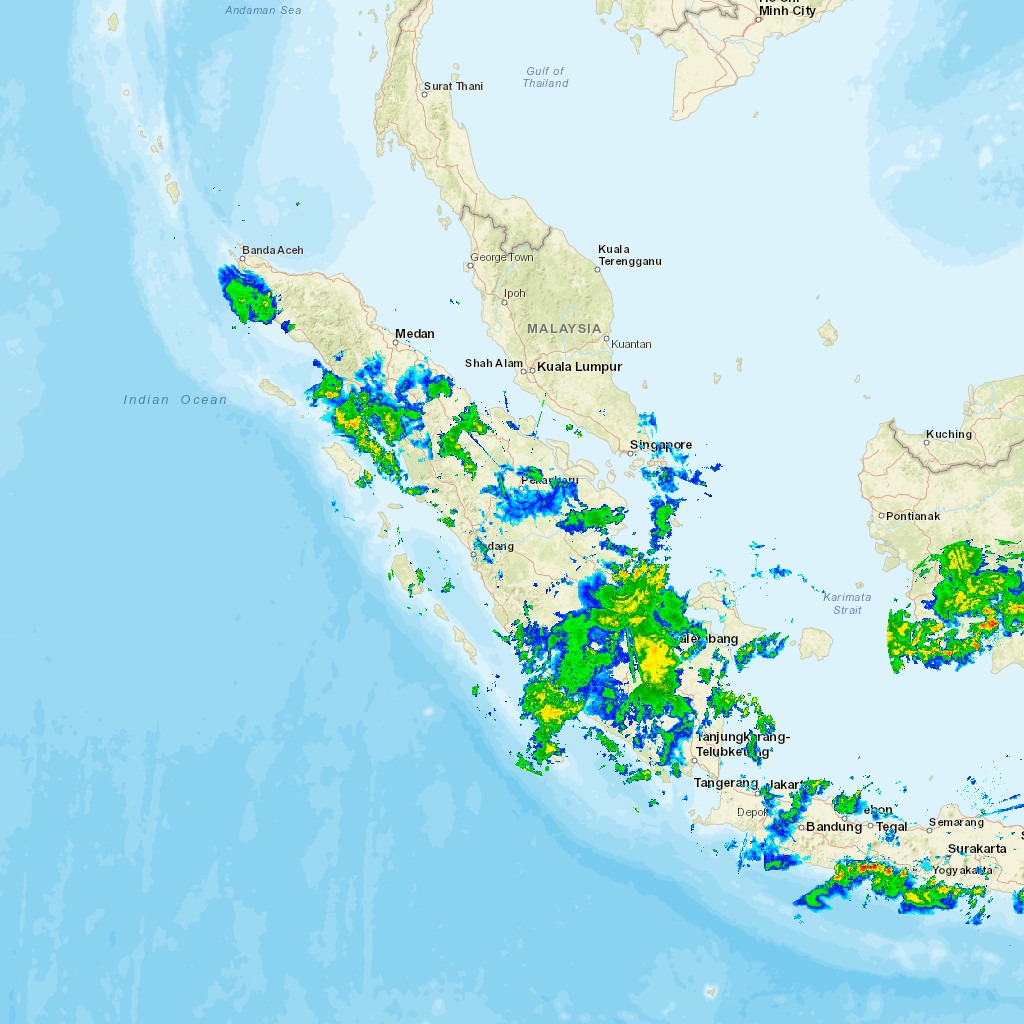 Andaman Sea
Minh City
Gulf of
Thailand
Surat Thani
Banda Aceh
George Town
Kuala
Terengganu
Ipoh
MALAYSIA
Medan
Kuantan
Shah Alam
Kuala Lumpur
Indian Ocean
Singapore
Kuching
Pontianak
Karimata
Strait
Tangerang
Depok
Bandung
Tegal
Semarang
Surakarta
Yogyakarta